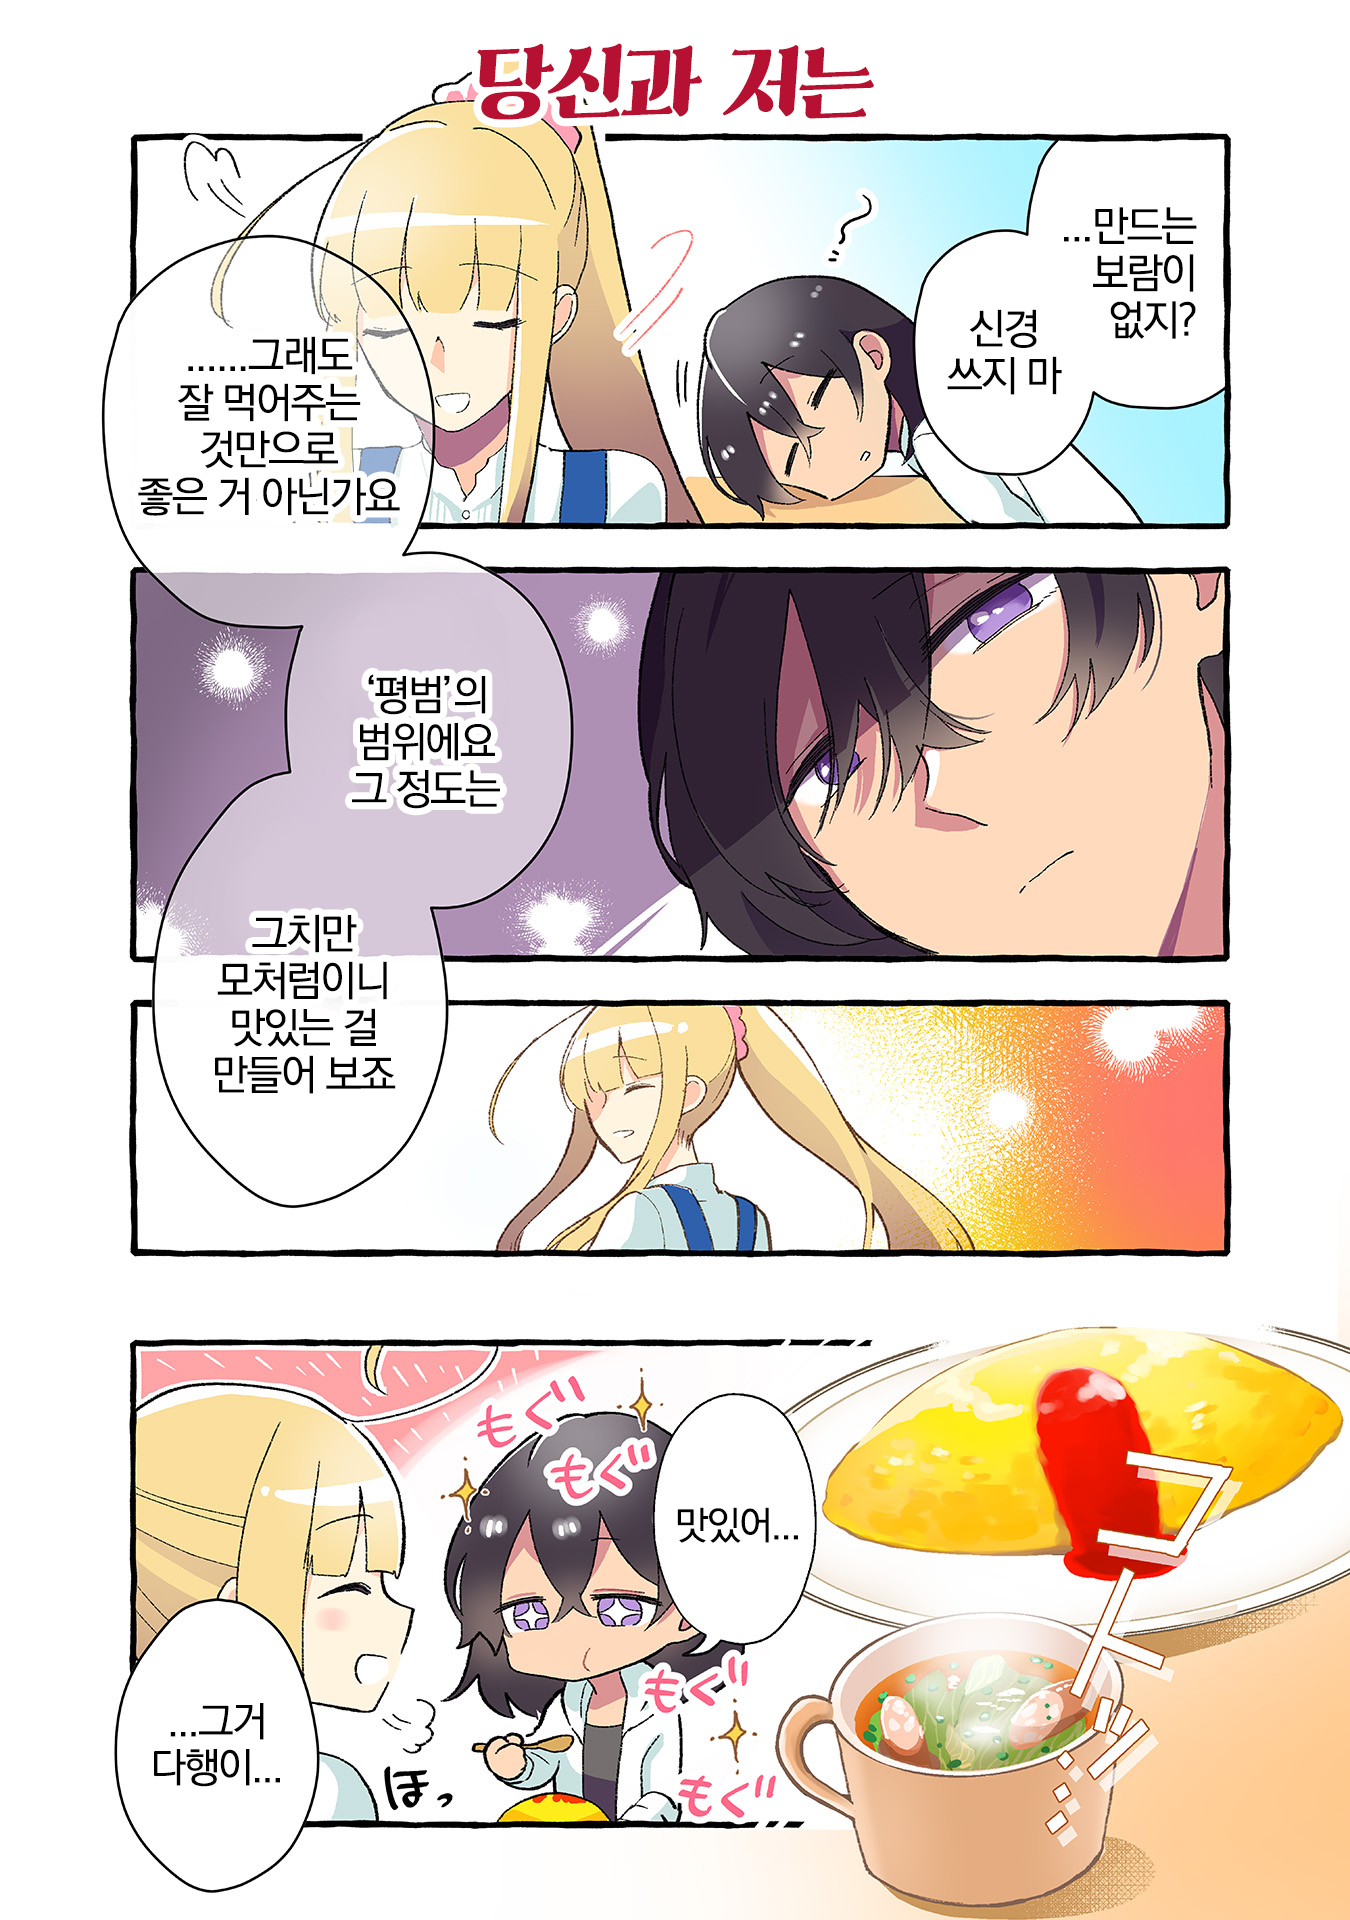 당신과 저는
...만드는
보람이
없지?
신경
쓰지 마
......그래도
잘 먹어주는
것만으로
좋은 거 아닌가요
‘평범’의
범위에요
그 정도는
그치만
모처럼이니
맛있는 걸
만들어 보죠
コトッ...
맛있어...
もぐ゛
もぐ゛
もぐ゛
もぐ゛
...그거
다행이...
ほっ